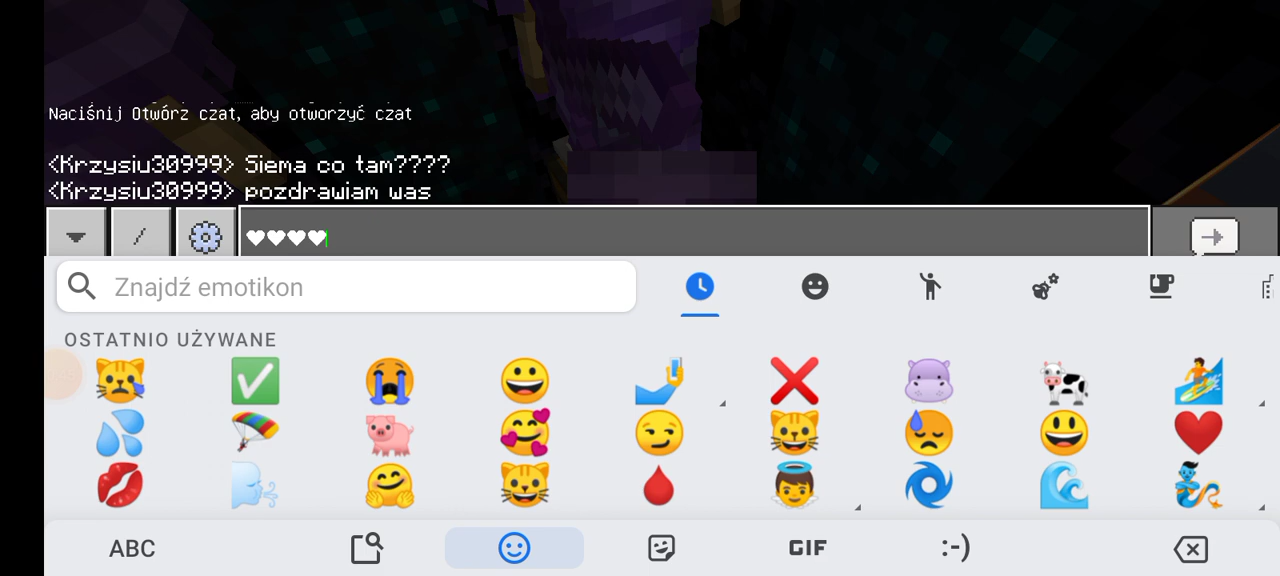 Naciśnij Otwórz czat, aby otworzyć czat
<Krzysiu30999> Siema co tam????
<Krzysiu30999> pozdrawiam was
/
♥♥♥♥
Znajdź emotikon
OSTATNIO UŻYWANE
ABC
GIF
:-)